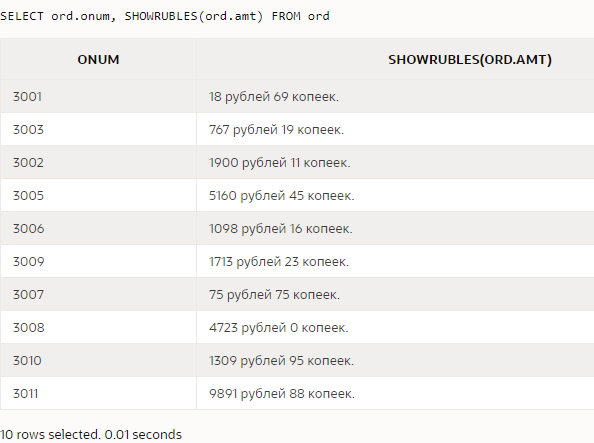 SELECT ord.onum, SHOWRUBLES(ord.amt) FROM ord
ONUM SHOWRUBLES(ORD.AMT)
3001 18 рублей 69 копеек.
3003 767 рублей 19 копеек.
3002 1900 рублей 11 копеек.
3005 5160 рублей 45 копеек.
3006 1098 рублей 16 копеек.
3009 1713 рублей 23 копеек.
3007 75 рублей 75 копеек.
3008 4723 рублей 0 копеек.
3010 1309 рублей 95 копеек.
3011 9891 рублей 88 копеек.
10 rows selected. 0.01 seconds